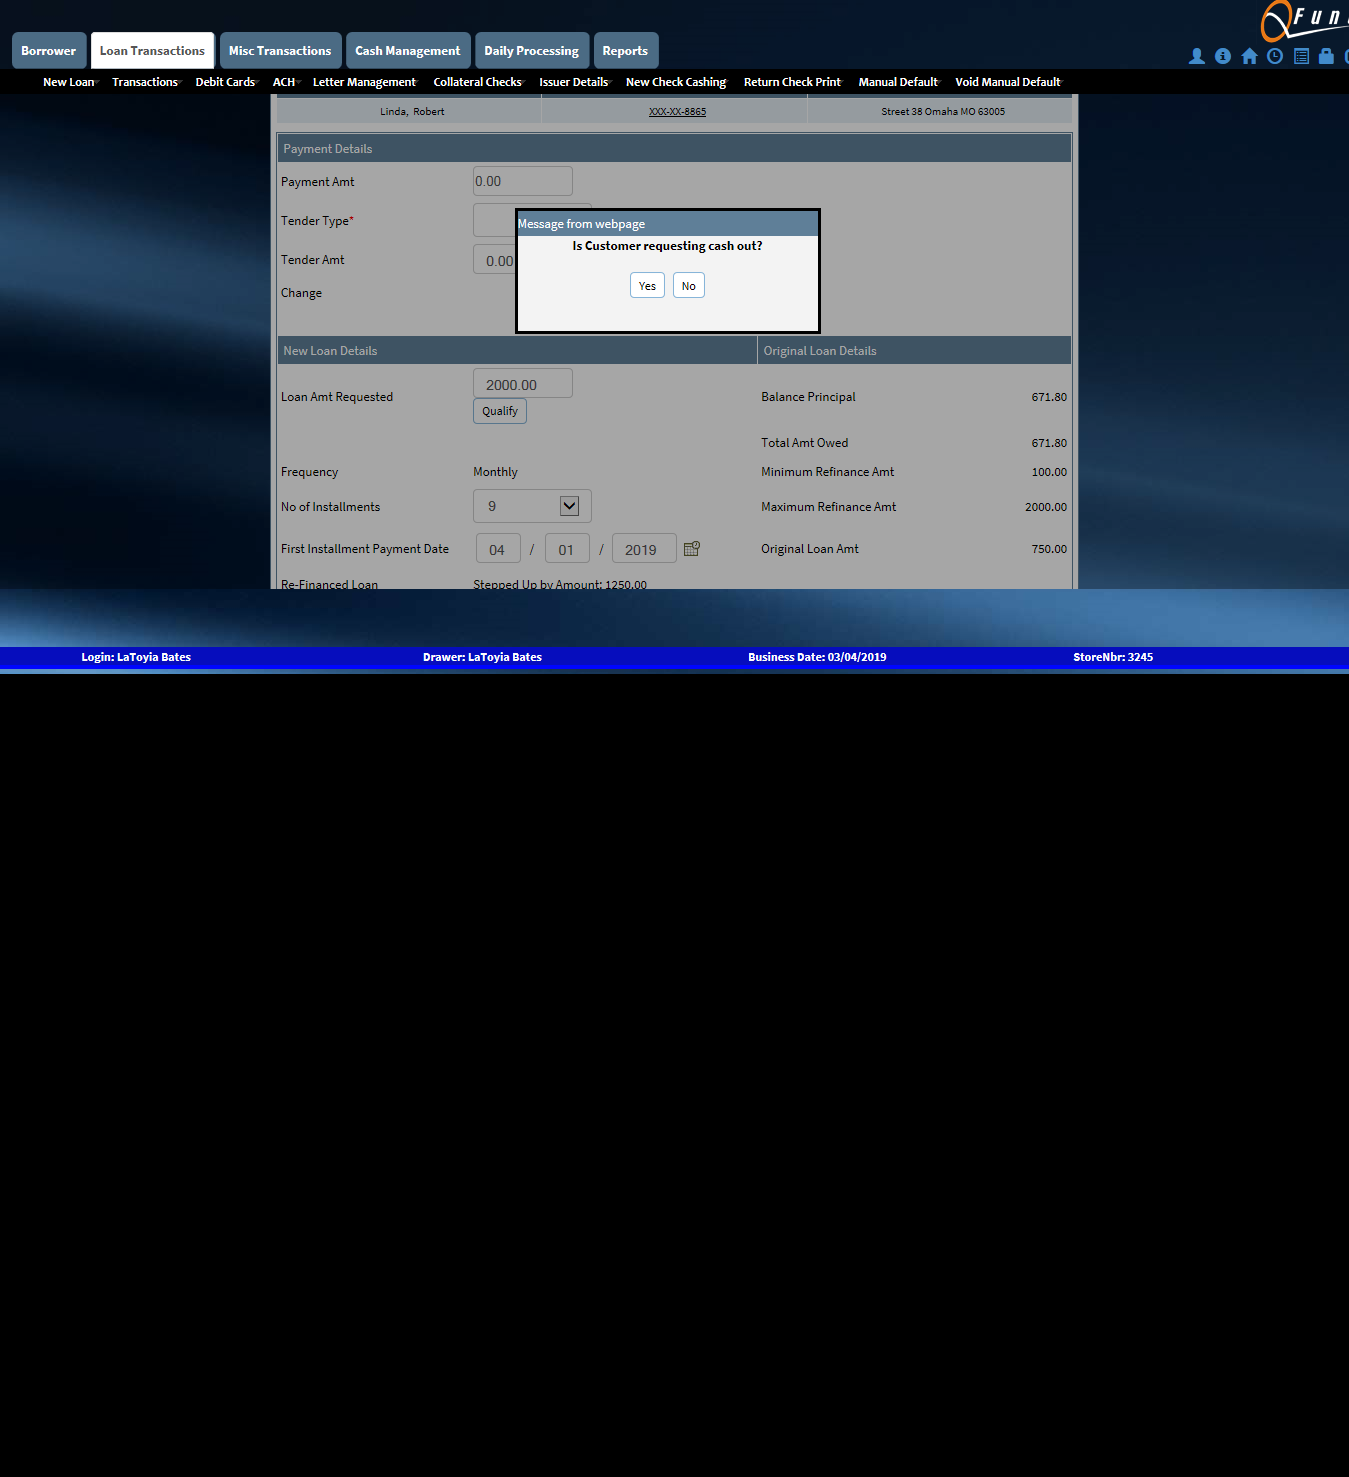 Fun
Borrower Loan Transactions Misc Transactions Cash Management Daily Processing Reports
New Loan Transactions Debit Cards ACH Letter Management Collateral Checks Issuer Details New Check Cashing Return Check Print Manual Default Void Manual Default
Linda, Robert XXX-XX-8865 Street 38 Omaha MO 63005
Payment Details
Payment Amt 0.00
Message from webpage
Tender Type*
Is Customer requesting cash out?
Tender Amt 0.00
Yes No
Change
New Loan Details Original Loan Details
Loan Amt Requested 2000.00 Balance Principal 671.80
Qualify
Total Amt Owed 671.80
Frequency Monthly Minimum Refinance Amt 100.00
No of Installments 9 Maximum Refinance Amt 2000.00
First Installment Payment Date 04 / 01 / 2019 Original Loan Amt 750.00
Re-Financed Loan Stepped Up by Amount: 1250.00
Login: LaToyia Bates Drawer: LaToyia Bates Business Date: 03/04/2019 StoreNbr: 3245